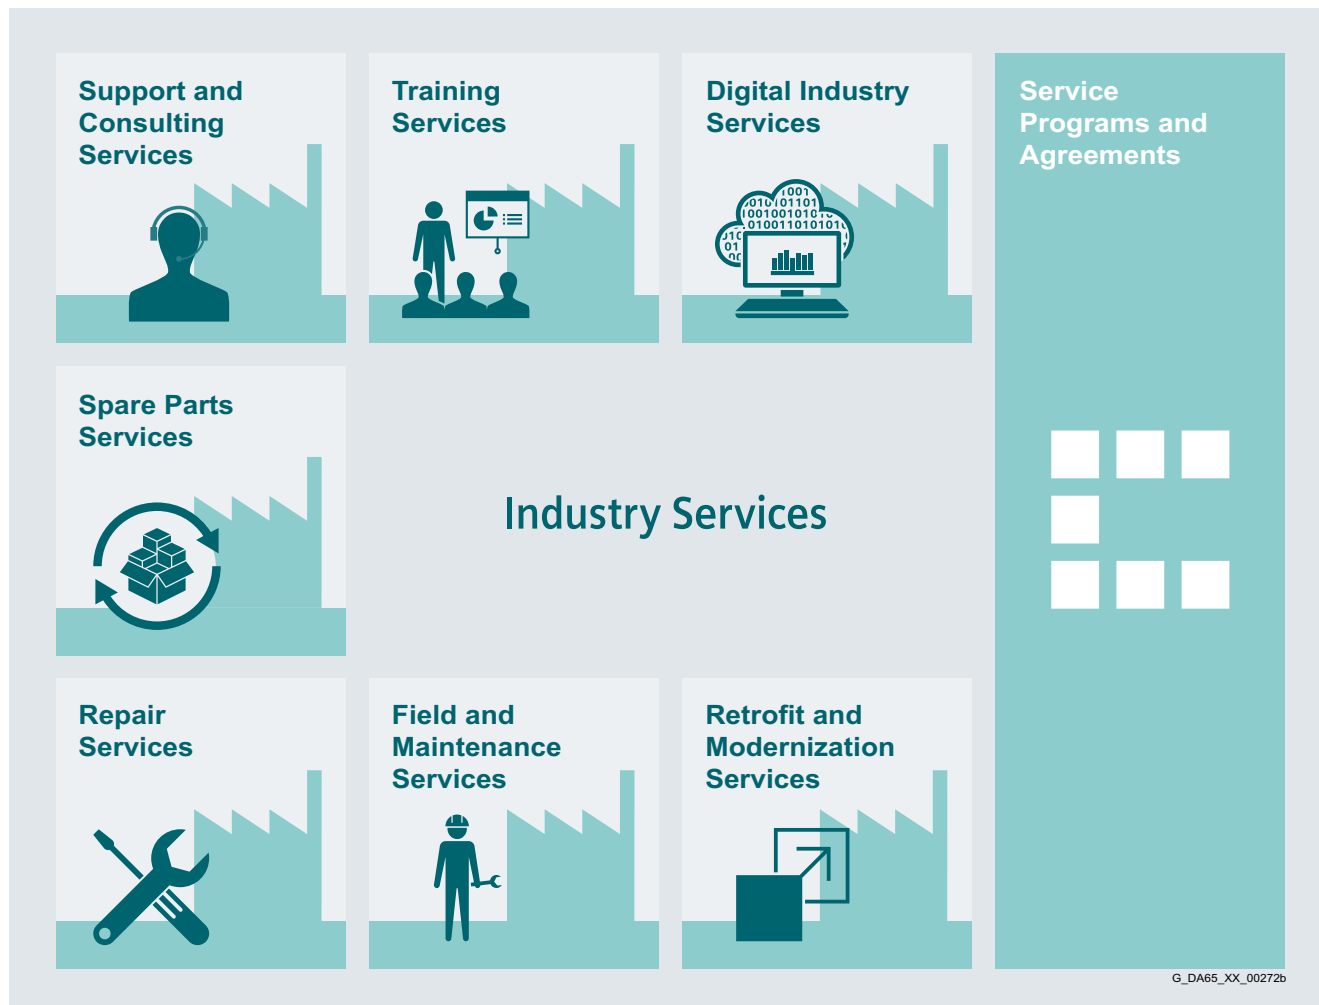 Support and
Consulting
Services
Training
Services
Digital Industry
Services
Service
Programs and
Agreements
Spare Parts
Services
Industry Services
Repair
Services
Field and
Maintenance
Services
Retrofit and
Modernization
Services
G_DA65_XX_00272b